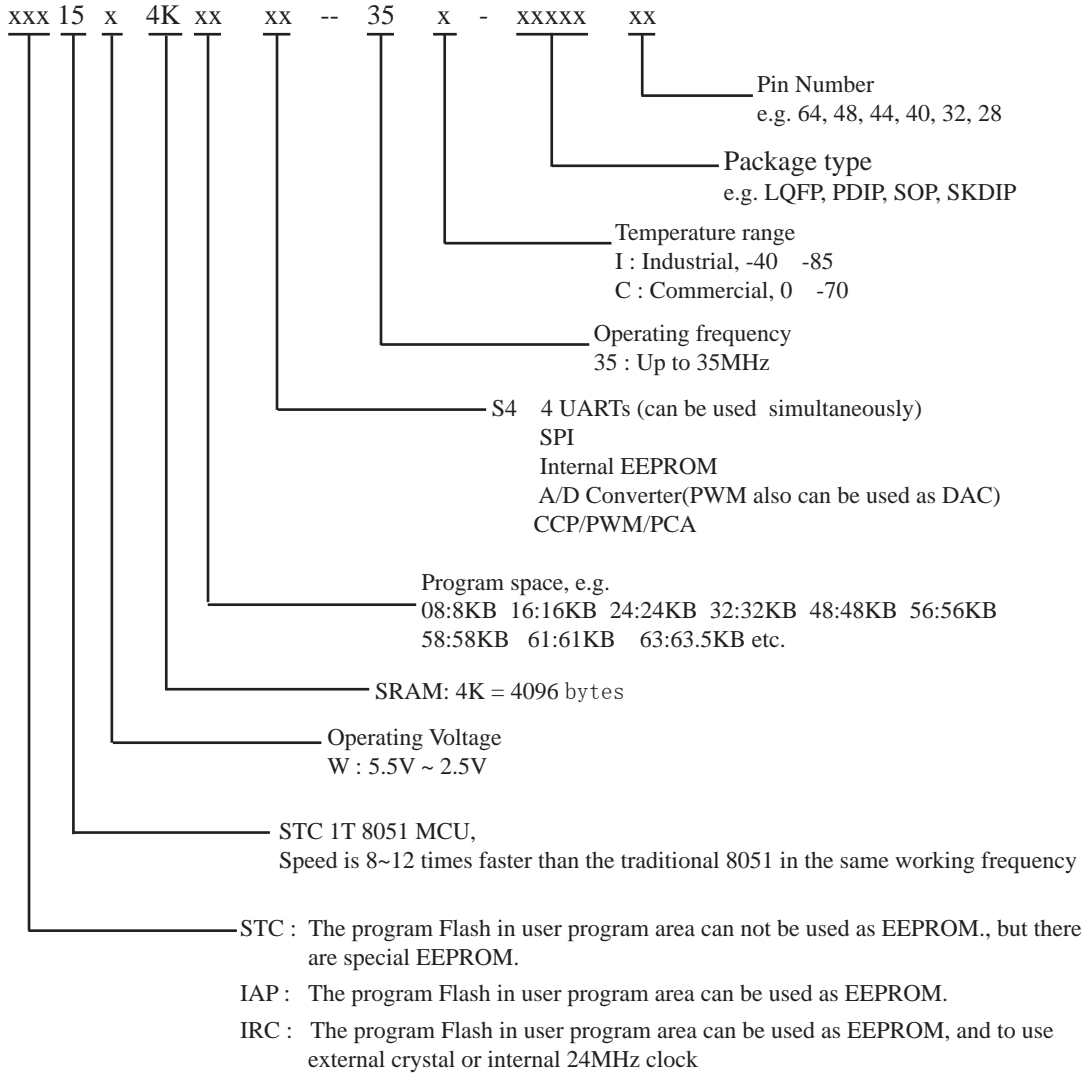 xxx 15 x 4K xx xx -- 35 x - xxxxx xx
Pin Number
e.g. 64, 48, 44, 40, 32, 28
Package type
e.g. LQFP, PDIP, SOP, SKDIP
Temperature range
I : Industrial, -40 -85
C : Commercial, 0 -70
Operating frequency
35 : Up to 35MHz
S4 4 UARTs (can be used simultaneously)
SPI
Internal EEPROM
A/D Converter(PWM also can be used as DAC)
CCP/PWM/PCA
Program space, e.g.
08:8KB 16:16KB 24:24KB 32:32KB 48:48KB 56:56KB
58:58KB 61:61KB 63:63.5KB etc.
SRAM: 4K = 4096 bytes
Operating Voltage
W : 5.5V ~ 2.5V
STC 1T 8051 MCU,
Speed is 8~12 times faster than the traditional 8051 in the same working frequency
STC : The program Flash in user program area can not be used as EEPROM., but there
are special EEPROM.
IAP : The program Flash in user program area can be used as EEPROM.
IRC : The program Flash in user program area can be used as EEPROM, and to use
external crystal or internal 24MHz clock